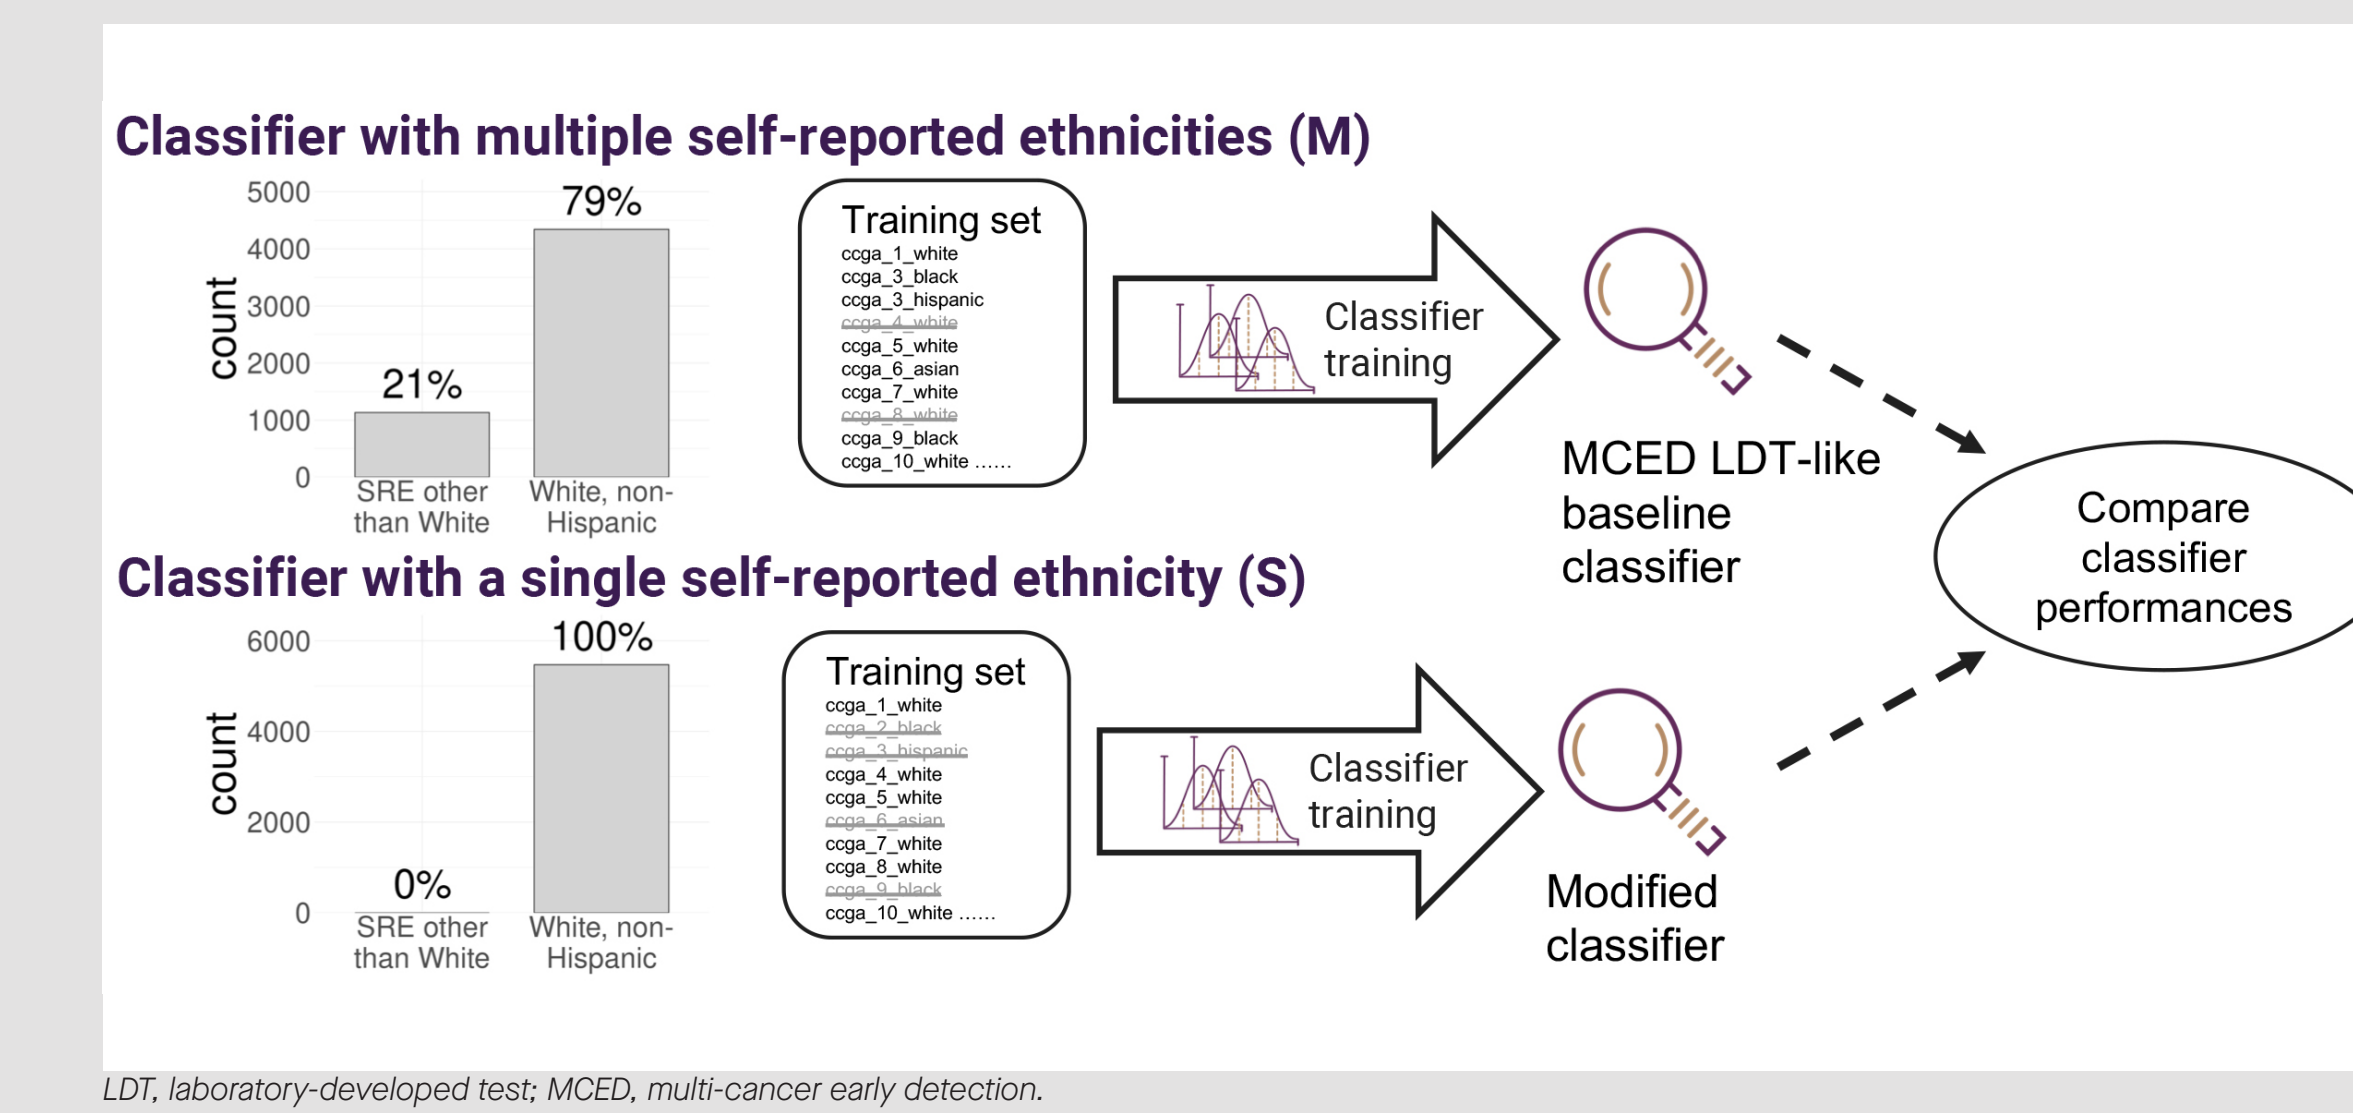 Classifier with multiple self-reported ethnicities (M)
5000
4000
3000
2000
1000
0
count
21%
79%
SRE other
than White
White, non-
Hispanic
Training set
ccga_1_white
ccga_3_black
ccga_3_hispanic
ccga_4_white
ccga_5_white
ccga_6_asian
ccga_7_white
ccga_8_white
ccga_9_black
ccga_10_white ......
Classifier
training
MCED LDT-like
baseline
classifier
Classifier with a single self-reported ethnicity (S)
6000
4000
2000
0
count
0%
100%
SRE other
than White
White, non-
Hispanic
Training set
ccga_1_white
ccga_2_black
ccga_3_hispanic
ccga_4_white
ccga_5_white
ccga_6_asian
ccga_7_white
ccga_8_white
ccga_9_black
ccga_10_white ......
Classifier
training
Modified
classifier
Compare
classifier
performances
LDT, laboratory-developed test; MCED, multi-cancer early detection.